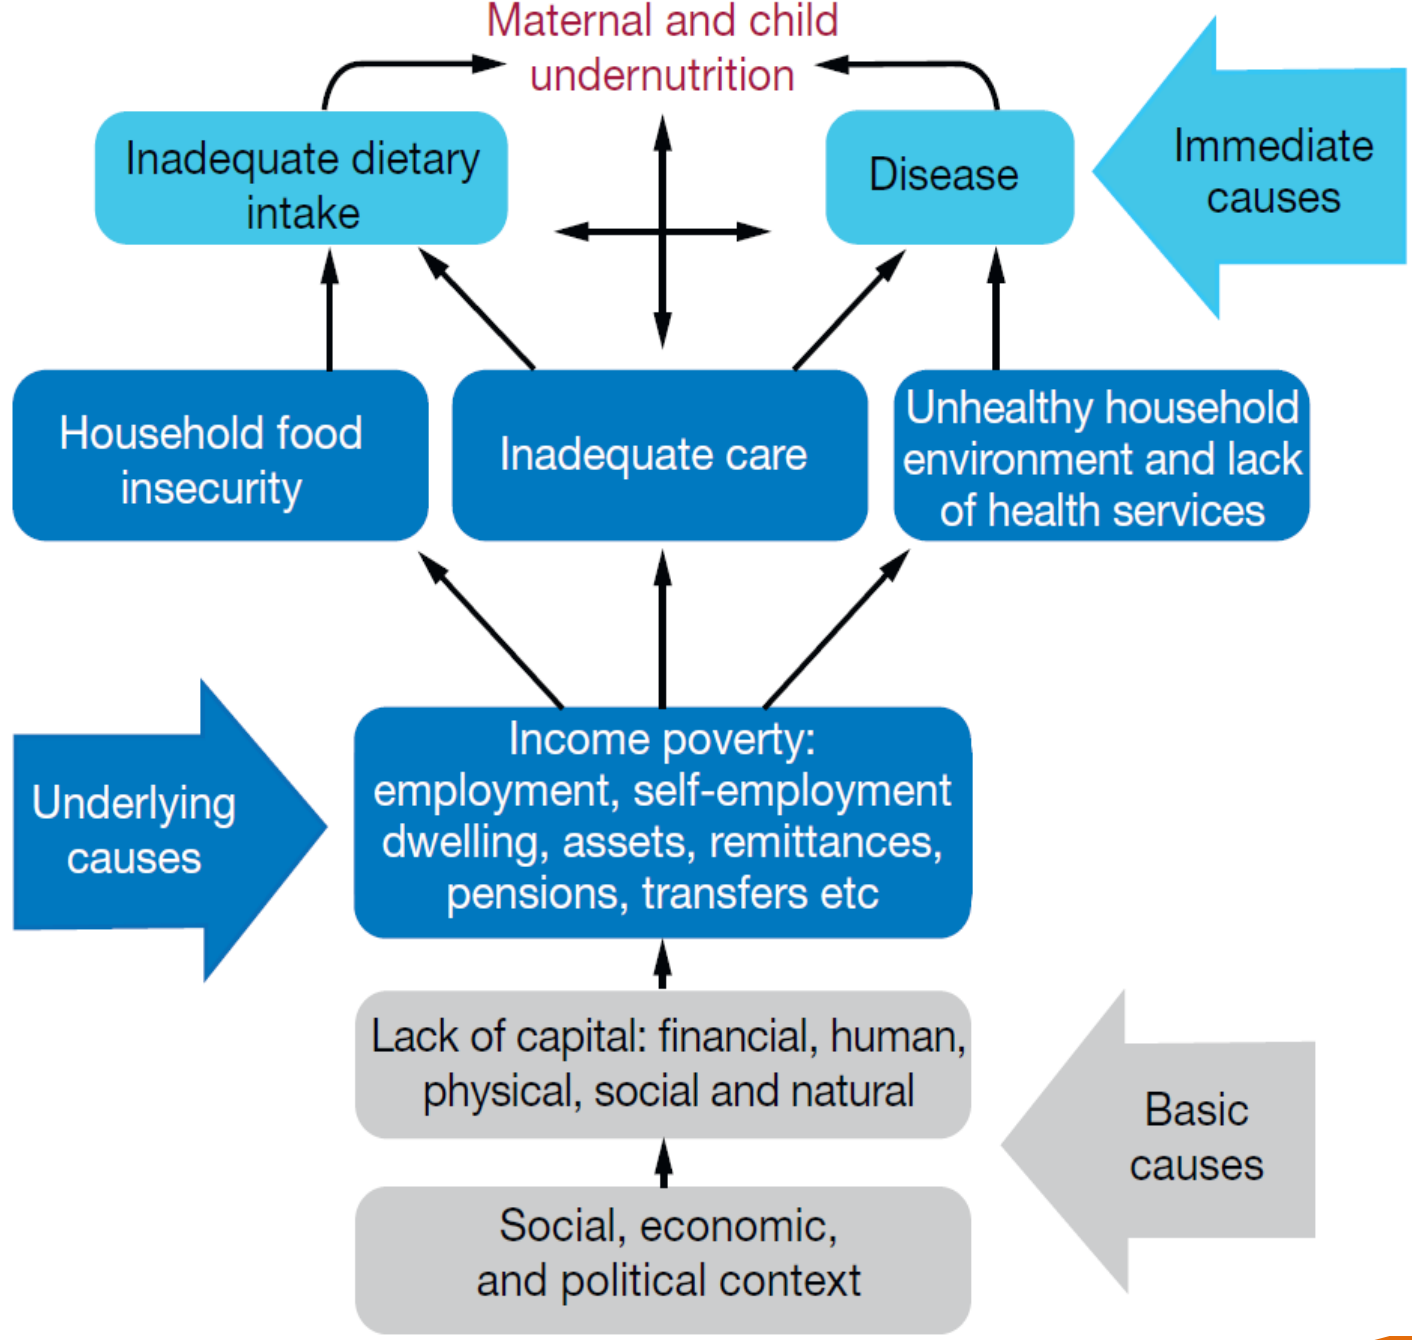 Maternal and child
undernutrition
Inadequate dietary
intake
Disease
Immediate
causes
Household food
insecurity
Inadequate care
Unhealthy household
environment and lack
of health services
Underlying
causes
Income poverty:
employment, self-employment
dwelling, assets, remittances,
pensions, transfers etc
Lack of capital: financial, human,
physical, social and natural
Basic
causes
Social, economic,
and political context